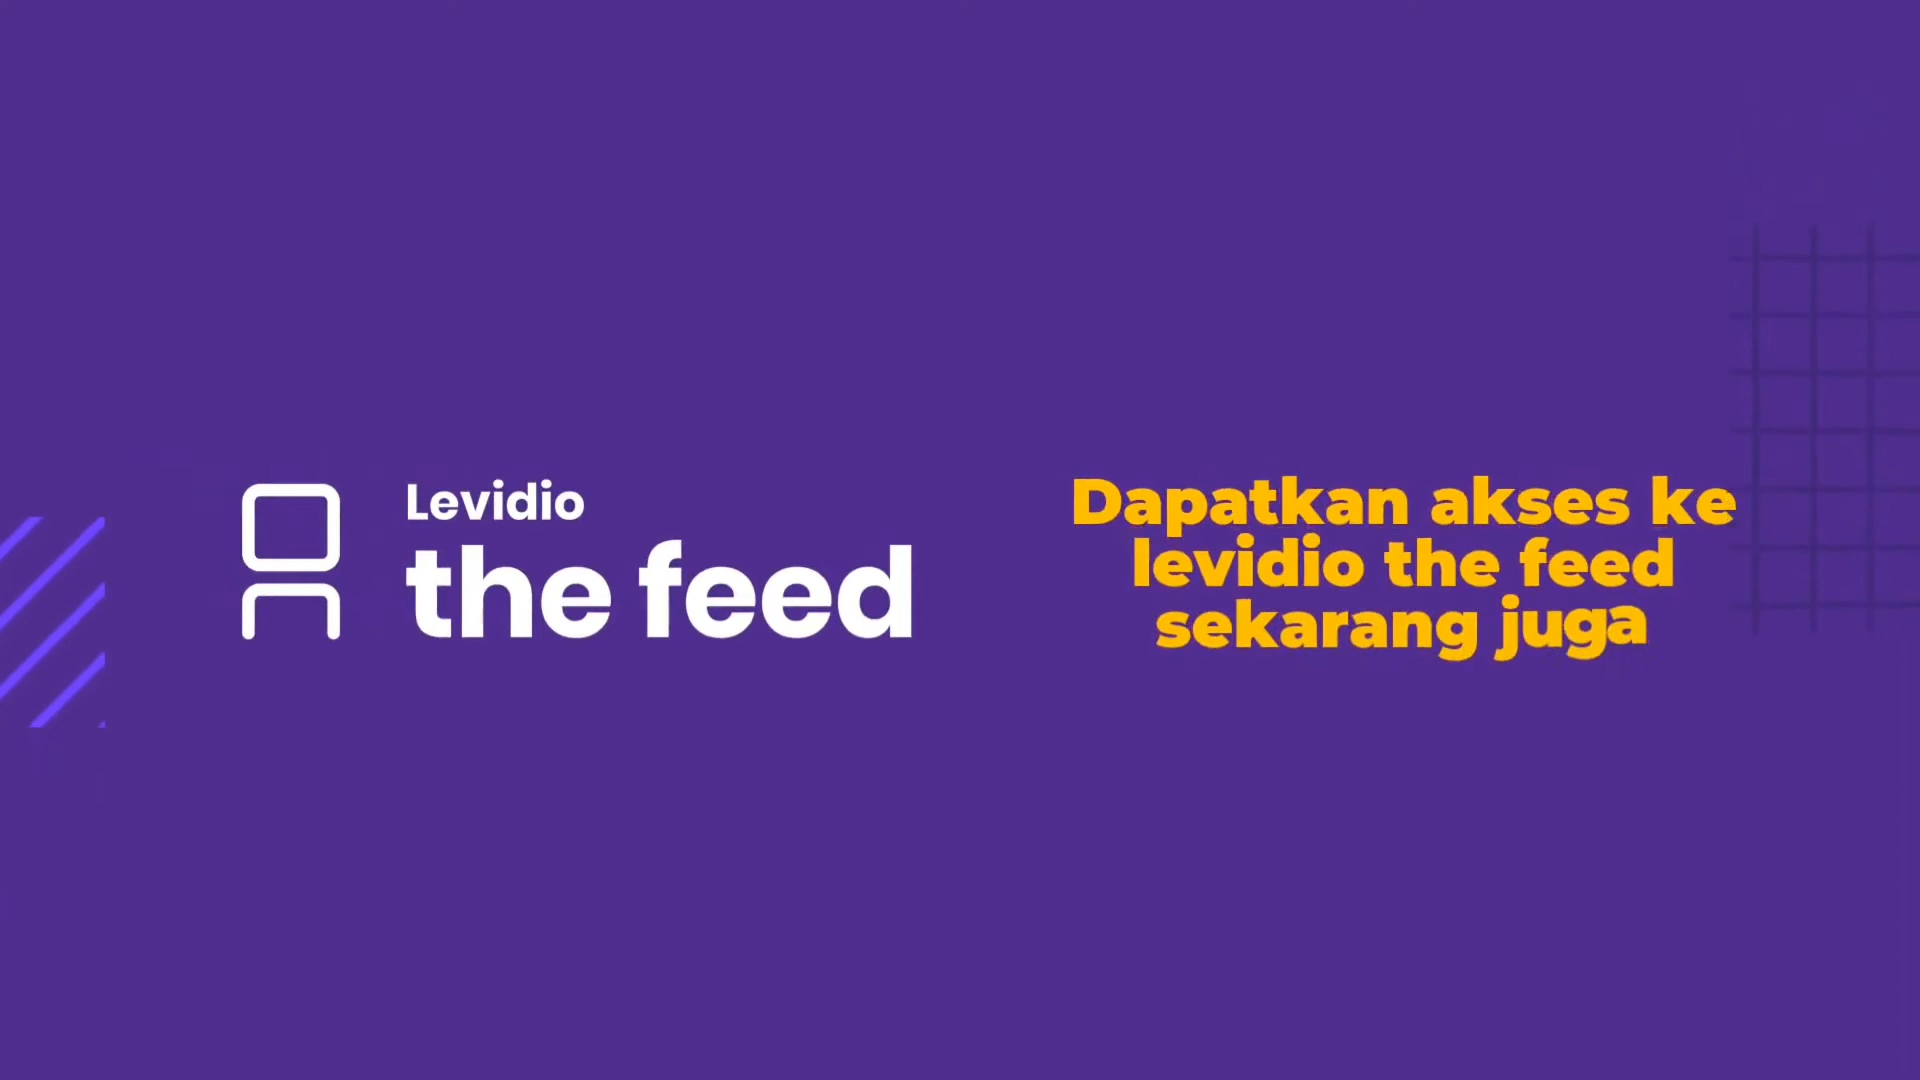 Levidio
the feed
Dapatkan akses ke
levidio the feed
sekarang juga